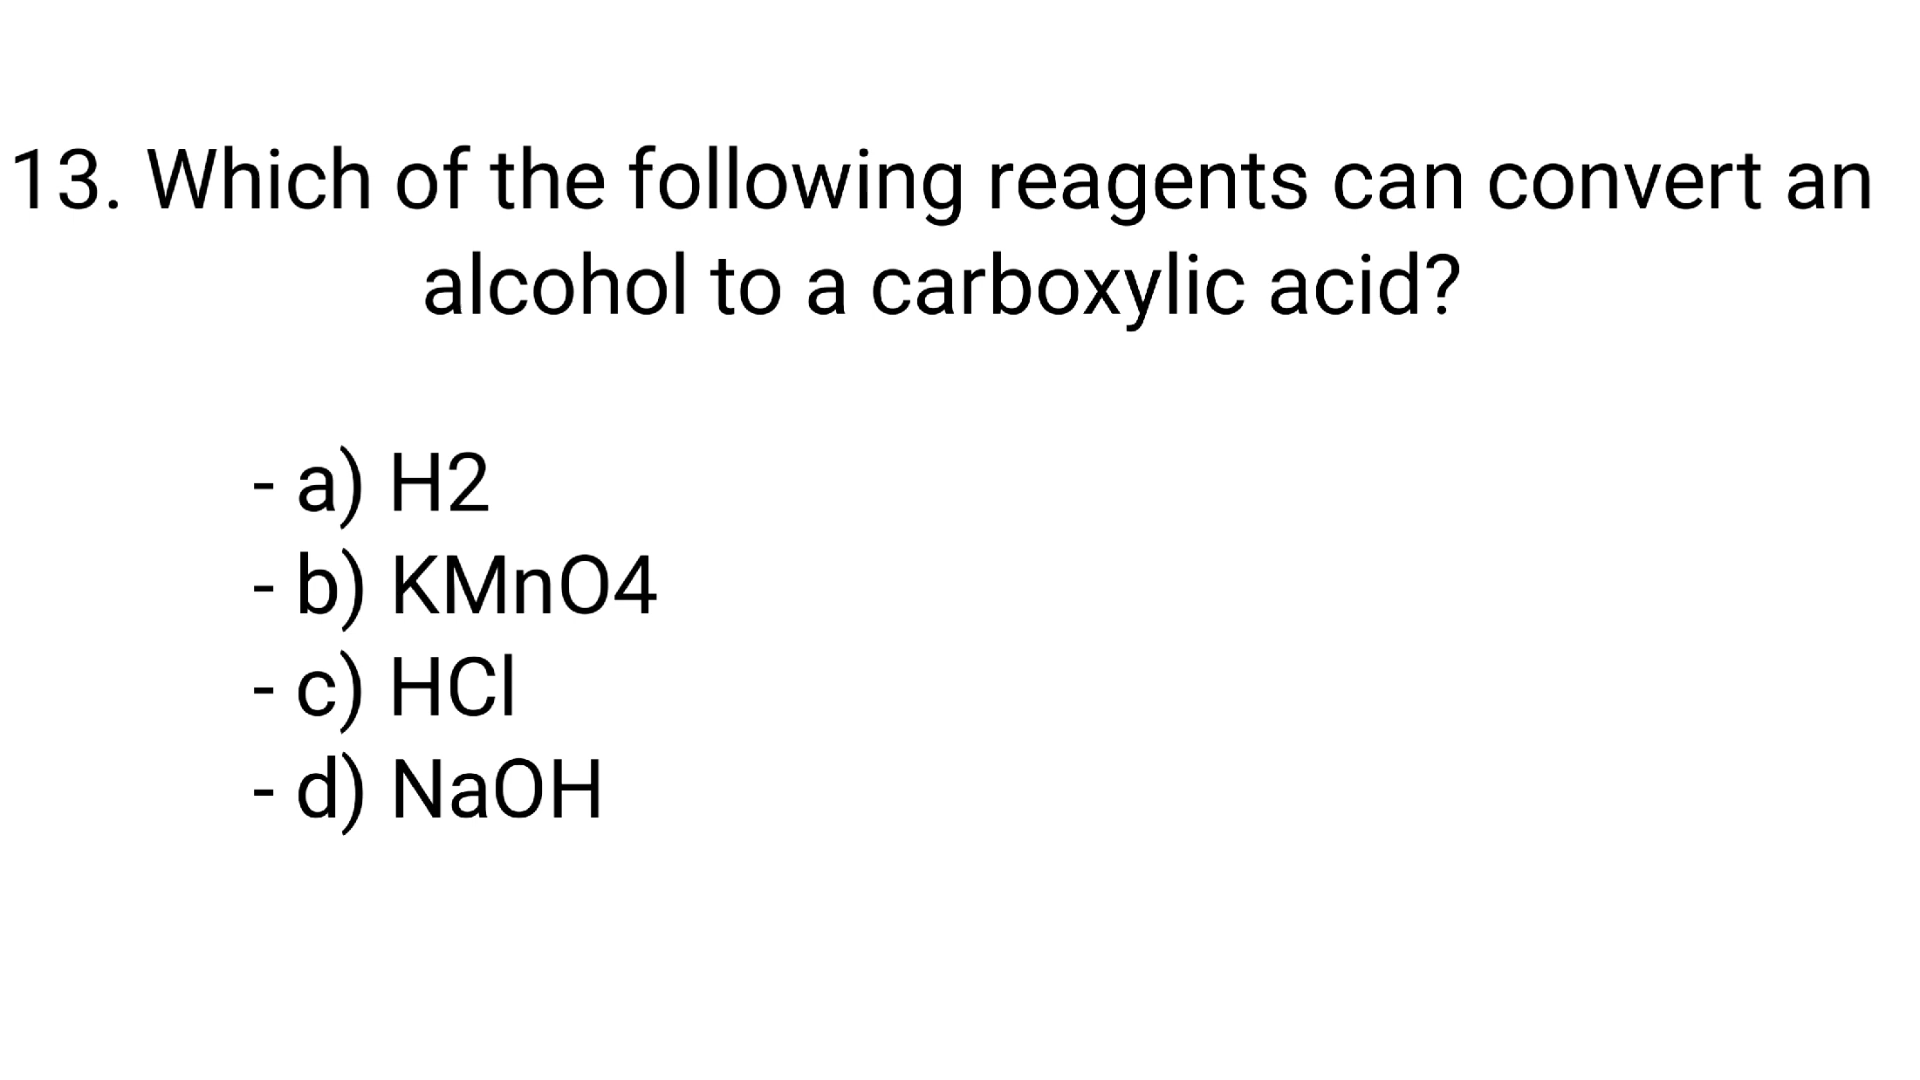 13. Which of the following reagents can convert an
alcohol to a carboxylic acid?
- a) H2
- b) KMnO4
- c) HCl
- d) NaOH